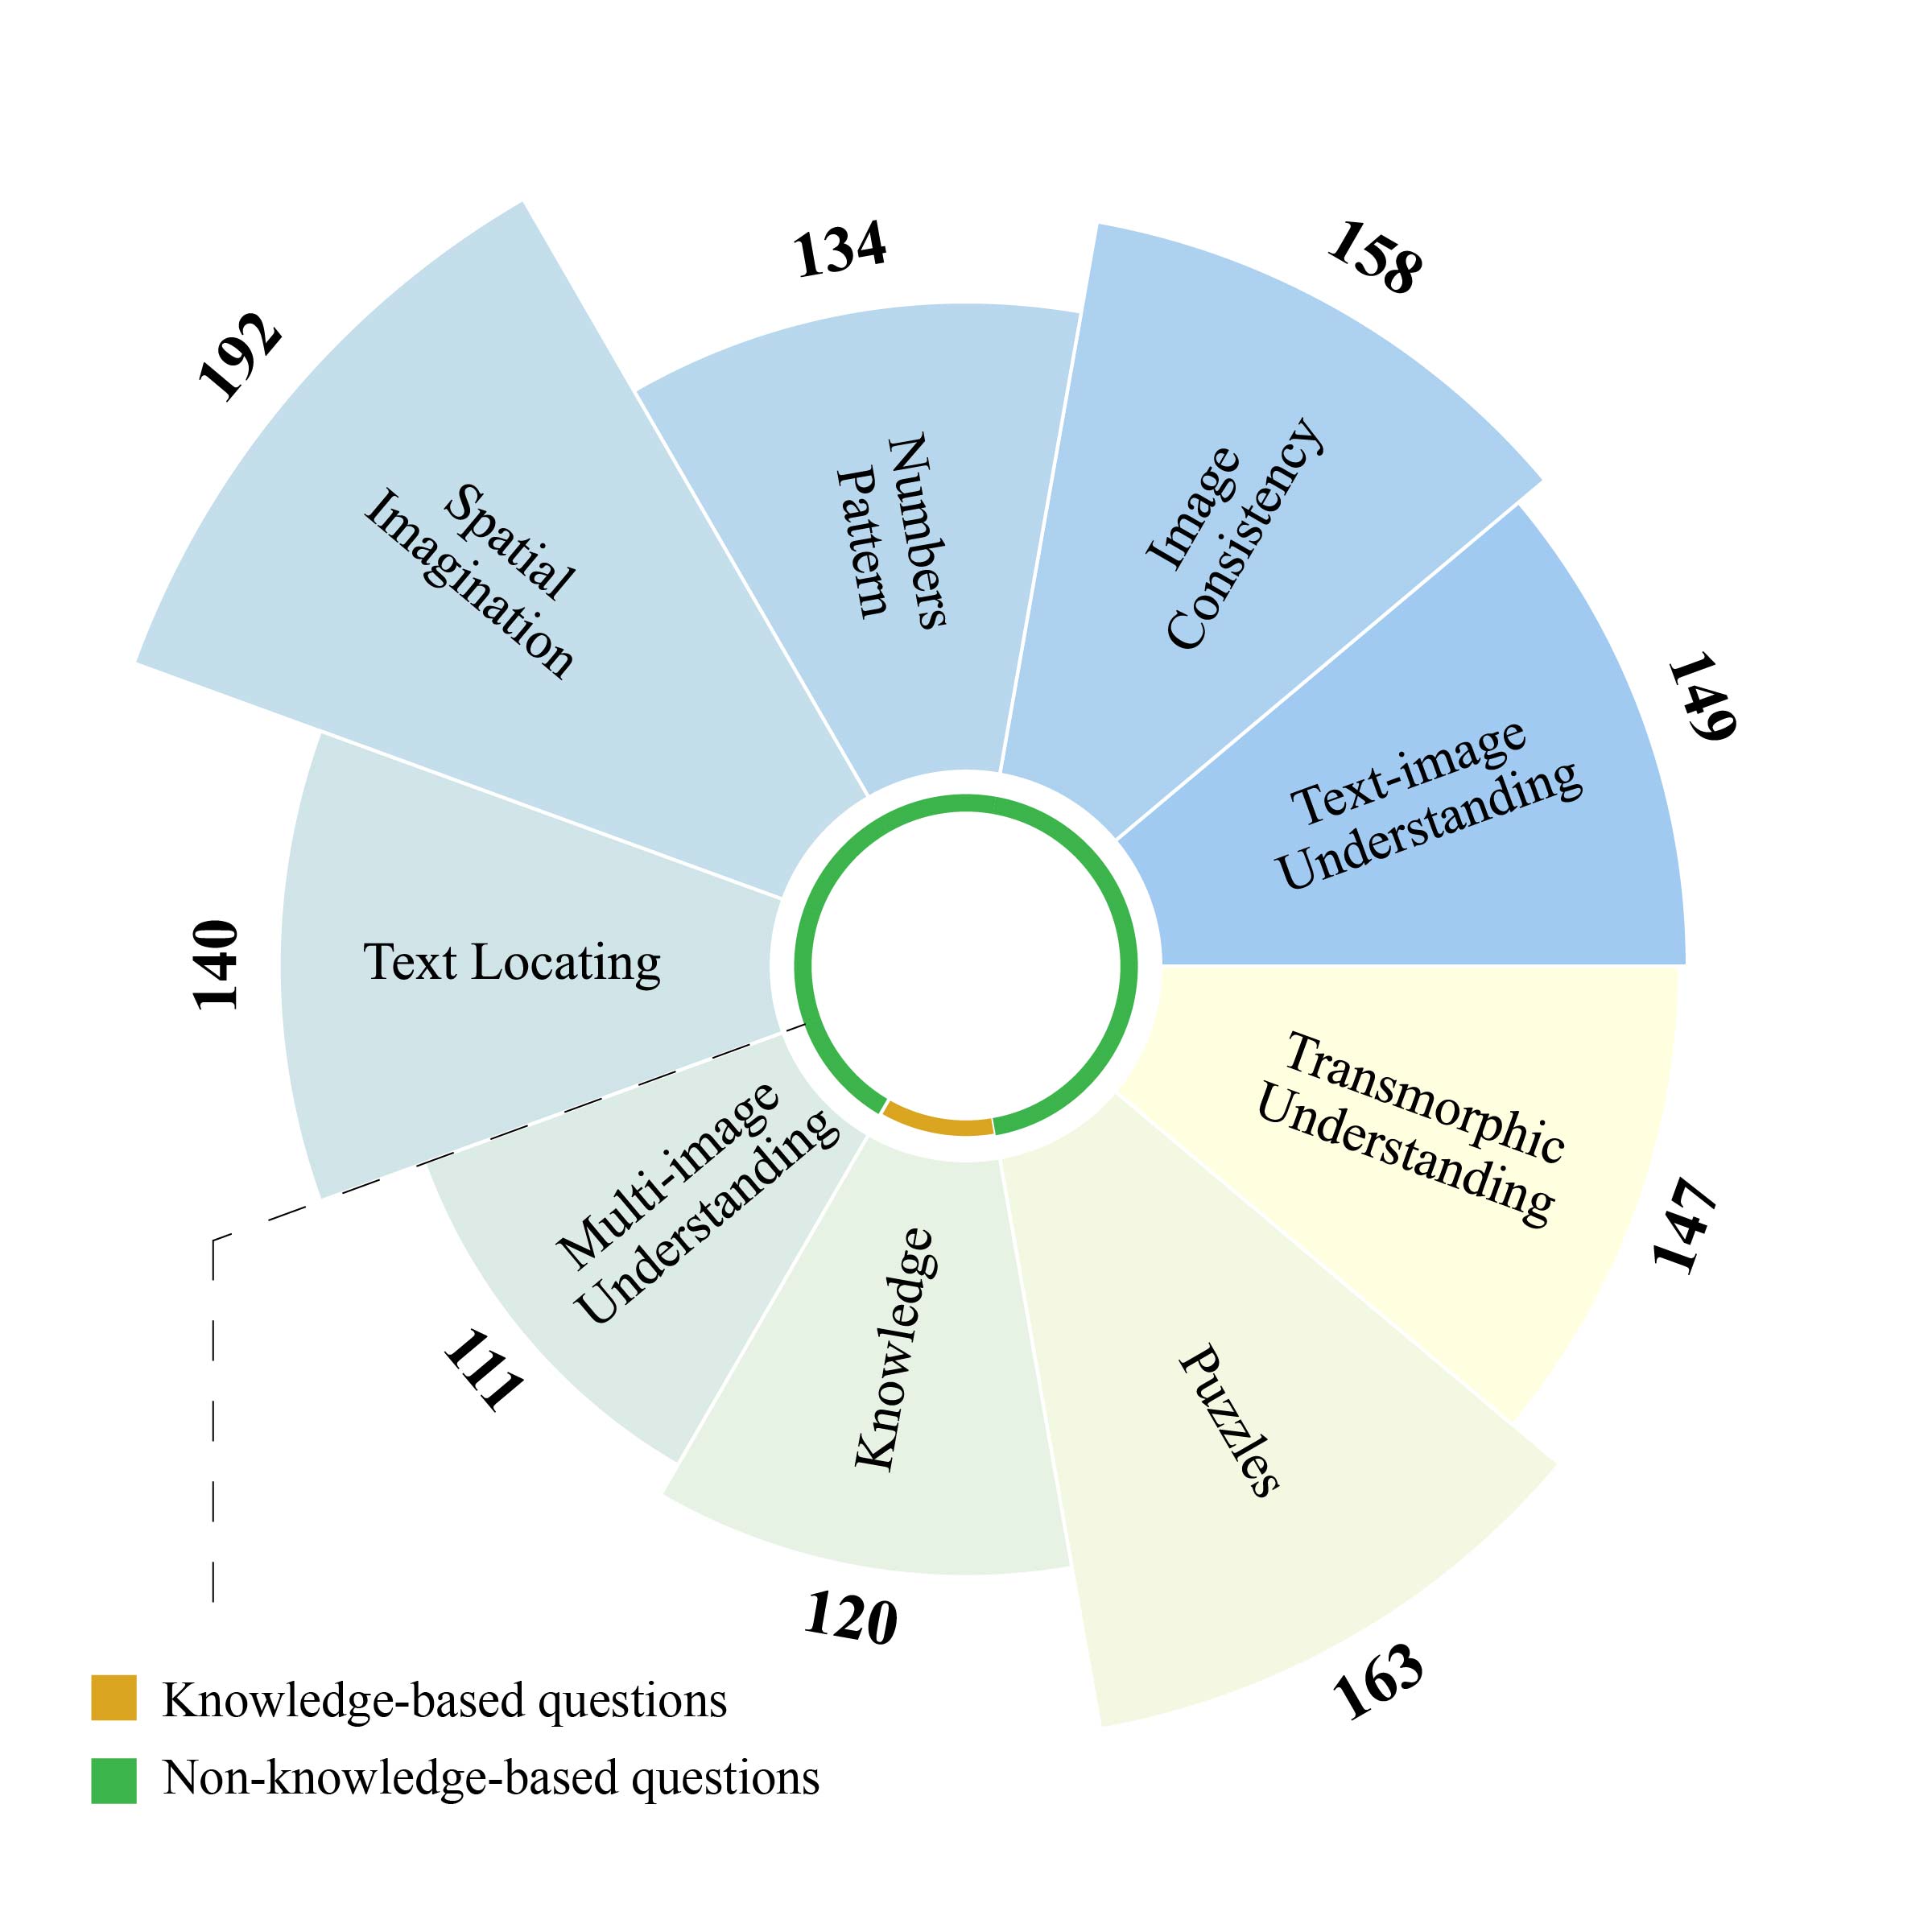 134
158
192
Numbers
Pattern
Image
Consistency
Spatial
Imagination
149
Text-image
Understanding
140
Text Locating
Transmorphic
Understanding
147
Multi-image
Understanding
111
Knowledge
120
Puzzles
163
Knowledge-based questions
Non-knowledge-based questions